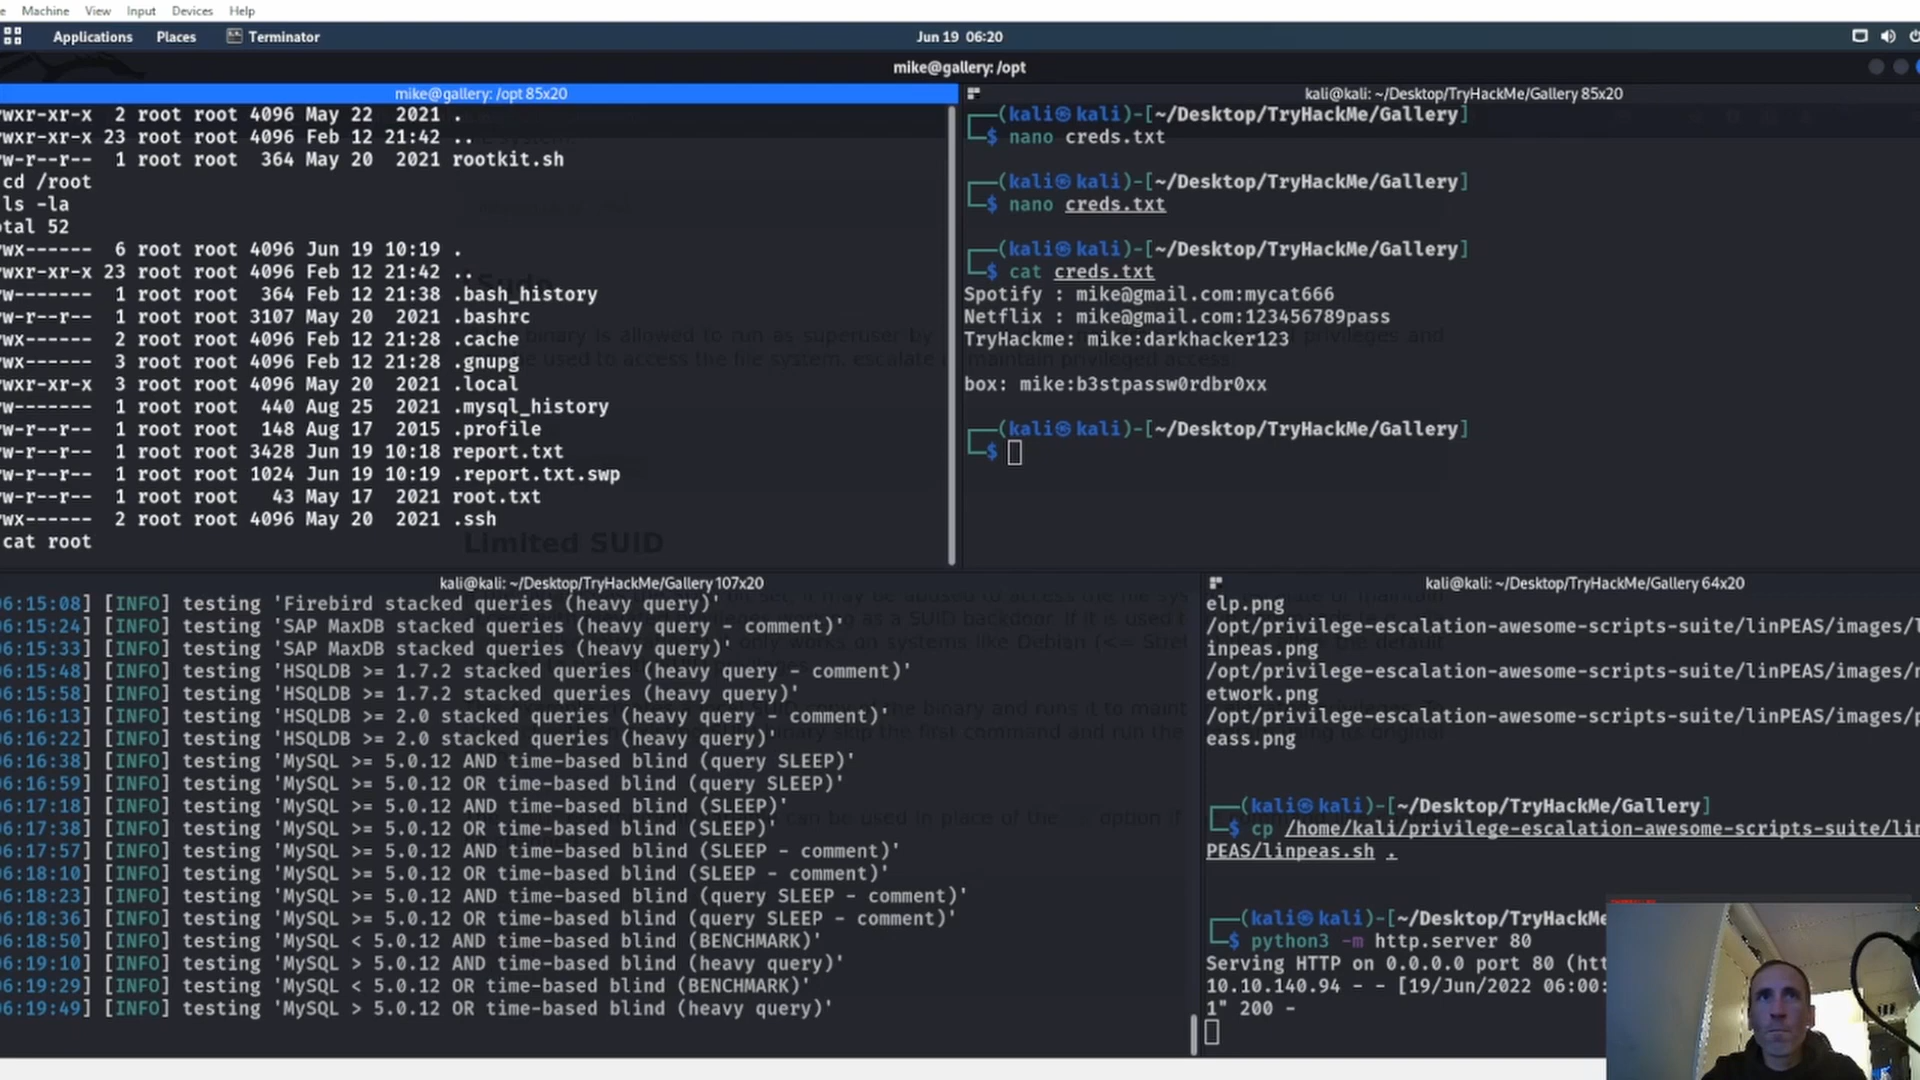 Machine View Input Devices Help
Applications Places Terminator Jun 19 06:20
mike@gallery: /opt
mike@gallery: /opt 85x20
wxr-xr-x 2 root root 4096 May 22 2021 .
wxr-xr-x 23 root root 4096 Feb 12 21:42 ..
w-r--r-- 1 root root 364 May 20 2021 rootkit.sh
cd /root
ls -la
otal 52
wx------ 6 root root 4096 Jun 19 10:19 .
wxr-xr-x 23 root root 4096 Feb 12 21:42 ..
w------- 1 root root 364 Feb 12 21:38 .bash_history
w-r--r-- 1 root root 3107 May 20 2021 .bashrc
wx------ 2 root root 4096 Feb 12 21:28 .cache
wx------ 3 root root 4096 Feb 12 21:28 .gnupg
wxr-xr-x 3 root root 4096 May 20 2021 .local
w------- 1 root root 440 Aug 25 2021 .mysql_history
w-r--r-- 1 root root 148 Aug 17 2015 .profile
w-r--r-- 1 root root 3428 Jun 19 10:18 report.txt
w-r--r-- 1 root root 1024 Jun 19 10:19 .report.txt.swp
w-r--r-- 1 root root 43 May 17 2021 root.txt
wx------ 2 root root 4096 May 20 2021 .ssh
cat root
Sudo
Limited SUID
kali@kali: ~/Desktop/TryHackMe/Gallery 85x20
(kali㉿kali)-[~/Desktop/TryHackMe/Gallery]
$ nano creds.txt
(kali㉿kali)-[~/Desktop/TryHackMe/Gallery]
$ nano creds.txt
(kali㉿kali)-[~/Desktop/TryHackMe/Gallery]
$ cat creds.txt
Spotify : mike@gmail.com:mycat666
Netflix : mike@gmail.com:123456789pass
TryHackme: mike:darkhacker123
box: mike:b3stpassw0rdbr0xx
(kali㉿kali)-[~/Desktop/TryHackMe/Gallery]
$
kali@kali: ~/Desktop/TryHackMe/Gallery 107x20
06:15:08] [INFO] testing 'Firebird stacked queries (heavy query)'
06:15:24] [INFO] testing 'SAP MaxDB stacked queries (heavy query - comment)'
06:15:33] [INFO] testing 'SAP MaxDB stacked queries (heavy query)'
06:15:48] [INFO] testing 'HSQLDB >= 1.7.2 stacked queries (heavy query - comment)'
06:15:58] [INFO] testing 'HSQLDB >= 1.7.2 stacked queries (heavy query)'
06:16:13] [INFO] testing 'HSQLDB >= 2.0 stacked queries (heavy query - comment)'
06:16:22] [INFO] testing 'HSQLDB >= 2.0 stacked queries (heavy query)'
06:16:38] [INFO] testing 'MySQL >= 5.0.12 AND time-based blind (query SLEEP)'
06:16:59] [INFO] testing 'MySQL >= 5.0.12 OR time-based blind (query SLEEP)'
06:17:18] [INFO] testing 'MySQL >= 5.0.12 AND time-based blind (SLEEP)'
06:17:38] [INFO] testing 'MySQL >= 5.0.12 OR time-based blind (SLEEP)'
06:17:57] [INFO] testing 'MySQL >= 5.0.12 AND time-based blind (SLEEP - comment)'
06:18:10] [INFO] testing 'MySQL >= 5.0.12 OR time-based blind (SLEEP - comment)'
06:18:23] [INFO] testing 'MySQL >= 5.0.12 AND time-based blind (query SLEEP - comment)'
06:18:36] [INFO] testing 'MySQL >= 5.0.12 OR time-based blind (query SLEEP - comment)'
06:18:50] [INFO] testing 'MySQL < 5.0.12 AND time-based blind (BENCHMARK)'
06:19:10] [INFO] testing 'MySQL > 5.0.12 AND time-based blind (heavy query)'
06:19:29] [INFO] testing 'MySQL < 5.0.12 OR time-based blind (BENCHMARK)'
06:19:49] [INFO] testing 'MySQL > 5.0.12 OR time-based blind (heavy query)'
kali@kali: ~/Desktop/TryHackMe/Gallery 64x20
elp.png
/opt/privilege-escalation-awesome-scripts-suite/linPEAS/images/l
inpeas.png
/opt/privilege-escalation-awesome-scripts-suite/linPEAS/images/n
etwork.png
/opt/privilege-escalation-awesome-scripts-suite/linPEAS/images/p
eass.png
(kali㉿kali)-[~/Desktop/TryHackMe/Gallery]
$ cp /home/kali/privilege-escalation-awesome-scripts-suite/lin
PEAS/linpeas.sh .
(kali㉿kali)-[~/Desktop/TryHackMe
$ python3 -m http.server 80
Serving HTTP on 0.0.0.0 port 80 (htt
10.10.140.94 - - [19/Jun/2022 06:00:
1" 200 -